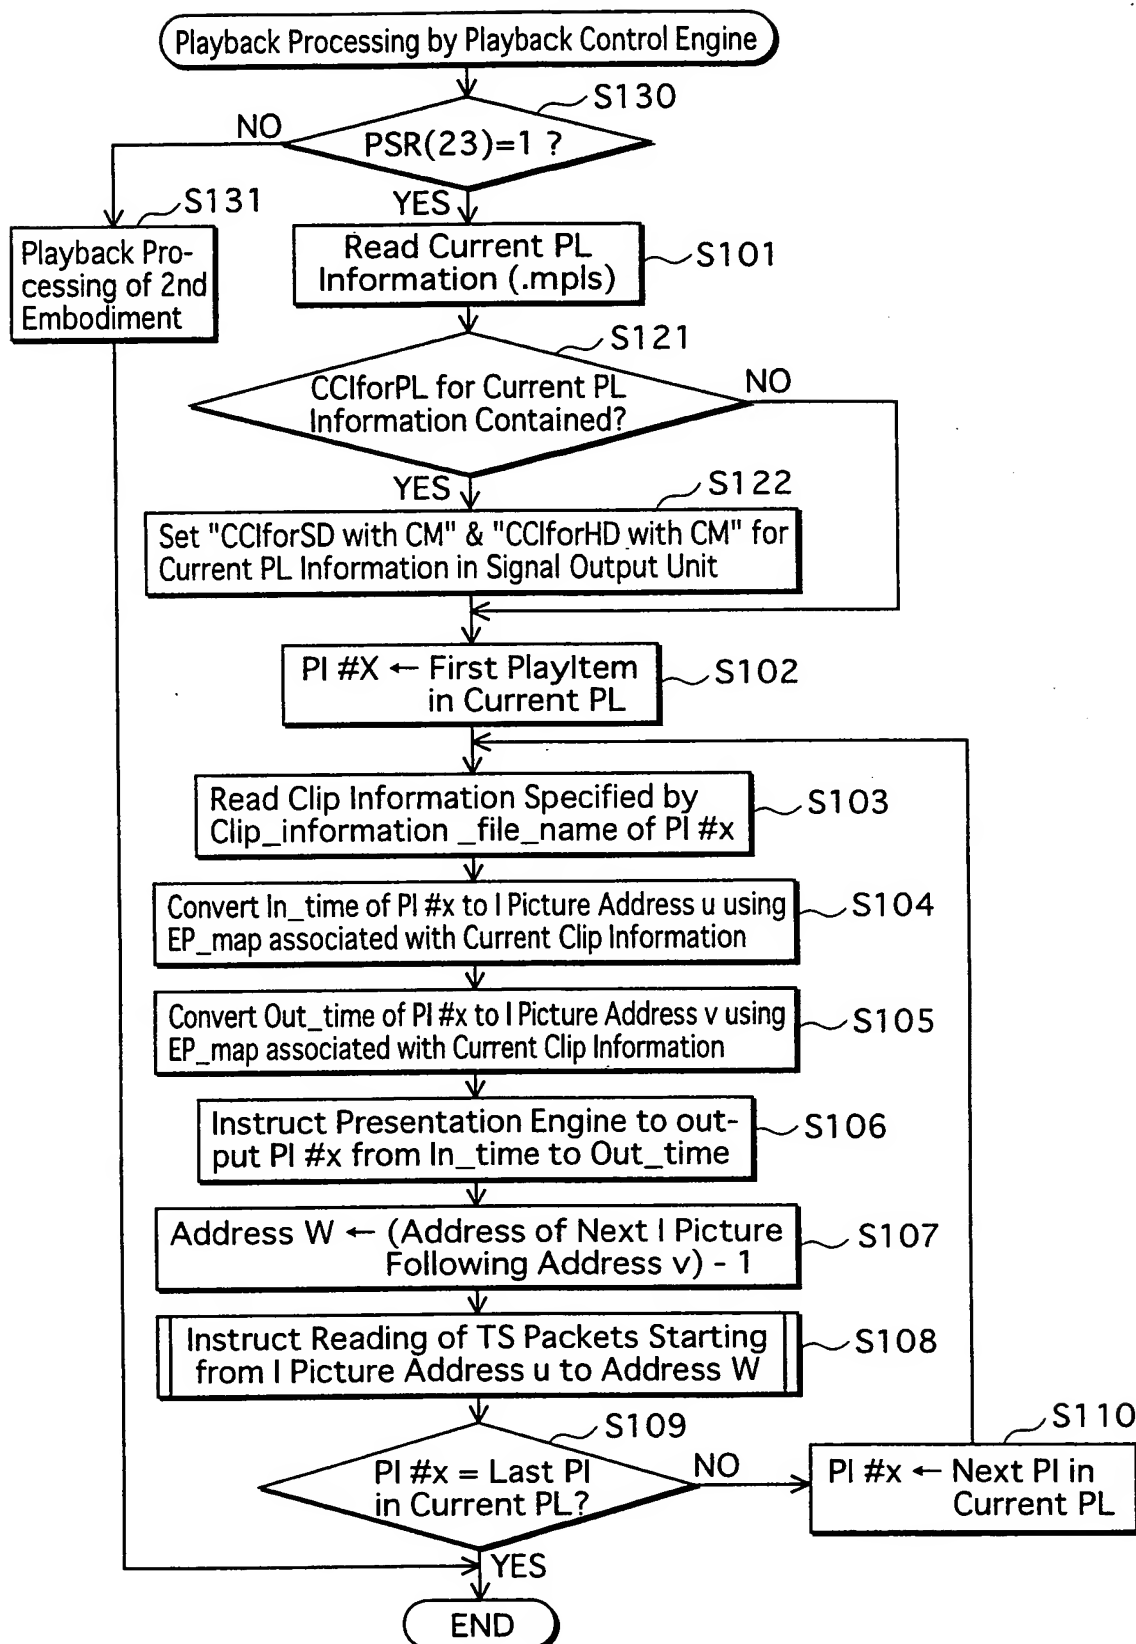 Playback Processing by Playback Control Engine
S130
NO
PSR(23)=1 ?
YES
S131
Playback Pro-
cessing of 2nd
Embodiment
Read Current PL
Information (.mpls)
S101
S121
CCIforPL for Current PL
Information Contained?
NO
YES
S122
Set "CCIforSD with CM" & "CCIforHD with CM" for
Current PL Information in Signal Output Unit
PI #X ← First PlayItem
in Current PL
S102
Read Clip Information Specified by
Clip_information _file_name of PI #x
S103
Convert In_time of PI #x to I Picture Address u using
EP_map associated with Current Clip Information
S104
Convert Out_time of PI #x to I Picture Address v using
EP_map associated with Current Clip Information
S105
Instruct Presentation Engine to out-
put PI #x from In_time to Out_time
S106
Address W ← (Address of Next I Picture
Following Address v) - 1
S107
Instruct Reading of TS Packets Starting
from I Picture Address u to Address W
S108
S109
PI #x = Last PI
in Current PL?
NO
S110
PI #x ← Next PI in
Current PL
YES
END